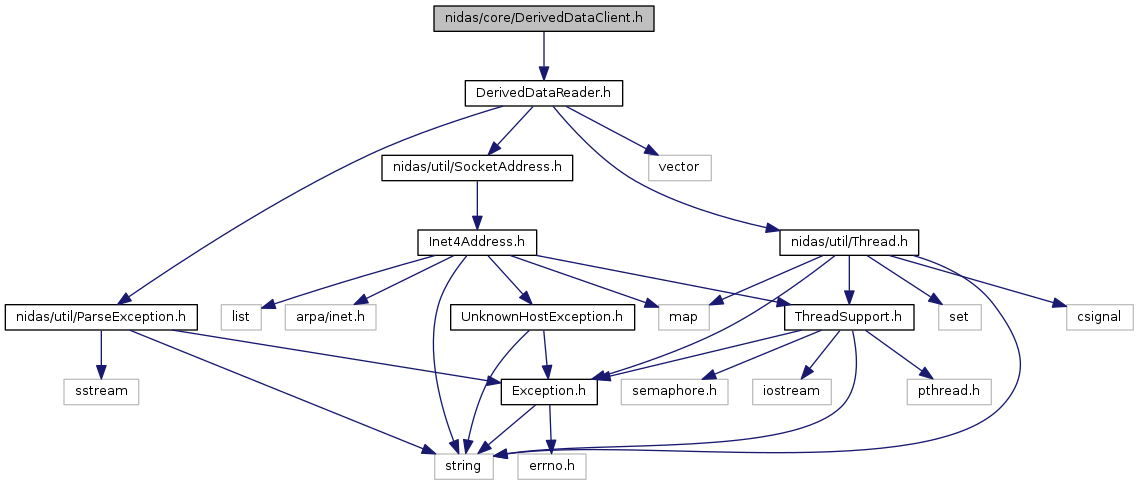 nidas/core/DerivedDataClient.h
DerivedDataReader.h
nidas/util/SocketAddress.h
vector
Inet4Address.h
nidas/util/Thread.h
nidas/util/ParseException.h
list
arpa/inet.h
UnknownHostException.h
map
ThreadSupport.h
set
csignal
sstream
Exception.h
semaphore.h
iostream
pthread.h
string
errno.h